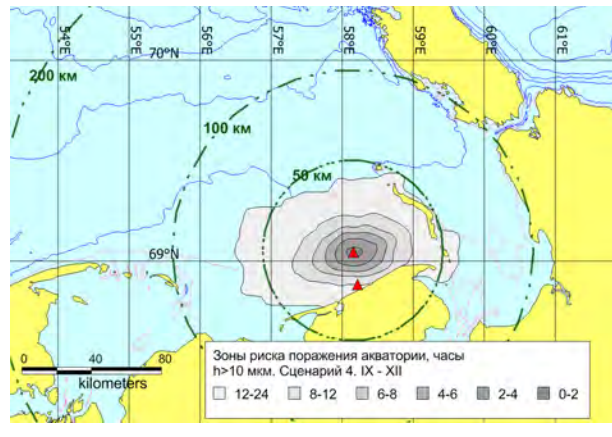 54°E
55°E
56°E
57°E
58°E
59°E
60°E
61°E
70°N
200 км
100 км
50 км
69°N
0 40 80
kilometers
Зоны риска поражения акватории, часы
h>10 мкм. Сценарий 4. IX - XII
12-24 8-12 6-8 4-6 2-4 0-2